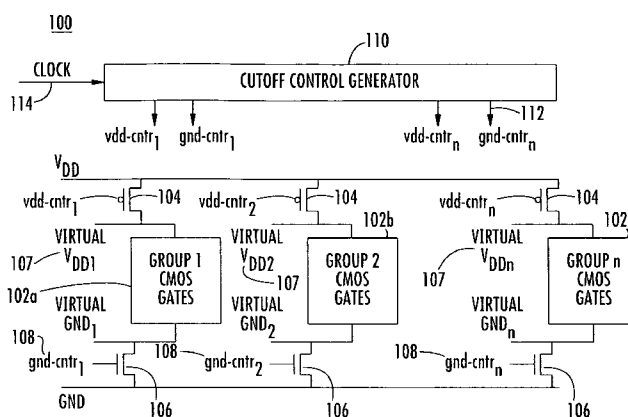 100
110
CLOCK
CUTOFF CONTROL GENERATOR
114
112
vdd-cntr1 gnd-cntr1 vdd-cntrn gnd-cntrn
VDD
vdd-cntr1 104 vdd-cntr2 104 vdd-cntrn 104
102b 102
VIRTUAL VIRTUAL VIRTUAL
107 VDD1 VDD2 107 VDDn
107
GROUP 1 CMOS GATES
GROUP 2 CMOS GATES
GROUP n CMOS GATES
102a
VIRTUAL GND1
VIRTUAL GND2
VIRTUAL GNDn
108 108 108
gnd-cntr1 gnd-cntr2 gnd-cntrn
GND
106 106 106